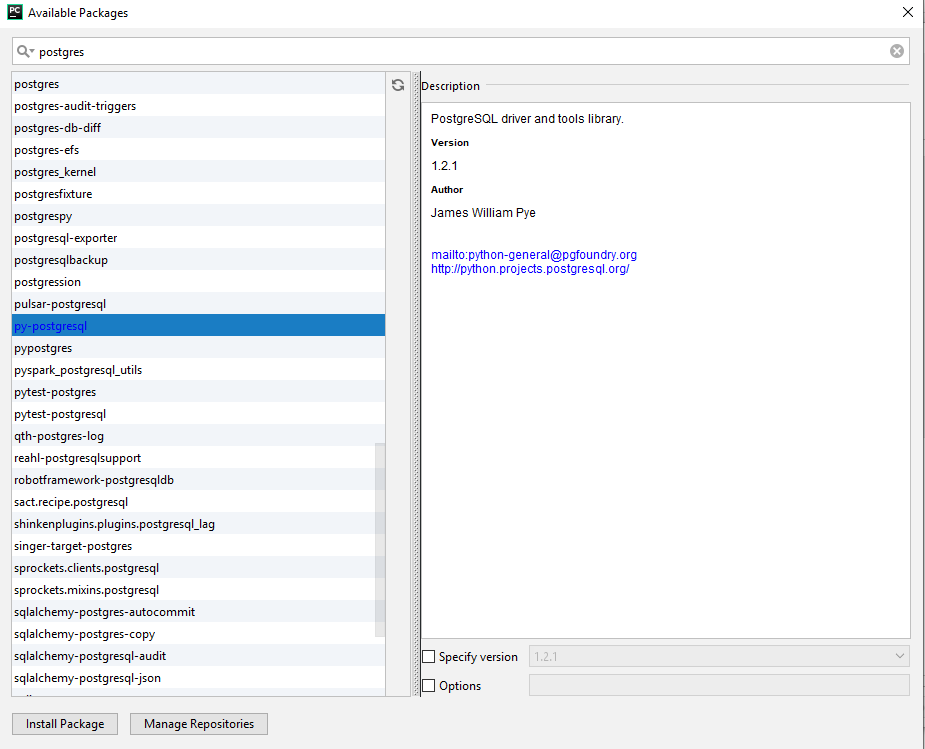 PC Available Packages
postgres
postgres
postgres-audit-triggers
postgres-db-diff
postgres-efs
postgres_kernel
postgresfixture
postgrespy
postgresql-exporter
postgresqlbackup
postgression
pulsar-postgresql
py-postgresql
pypostgres
pyspark_postgresql_utils
pytest-postgres
pytest-postgresql
qth-postgres-log
reahl-postgresqlsupport
robotframework-postgresqldb
sact.recipe.postgresql
shinkenplugins.plugins.postgresql_lag
singer-target-postgres
sprockets.clients.postgresql
sprockets.mixins.postgresql
sqlalchemy-postgres-autocommit
sqlalchemy-postgres-copy
sqlalchemy-postgresql-audit
sqlalchemy-postgresql-json
Description
PostgreSQL driver and tools library.
Version
1.2.1
Author
James William Pye
mailto:python-general@pgfoundry.org
http://python.projects.postgresql.org/
Specify version 1.2.1
Options
Install Package Manage Repositories